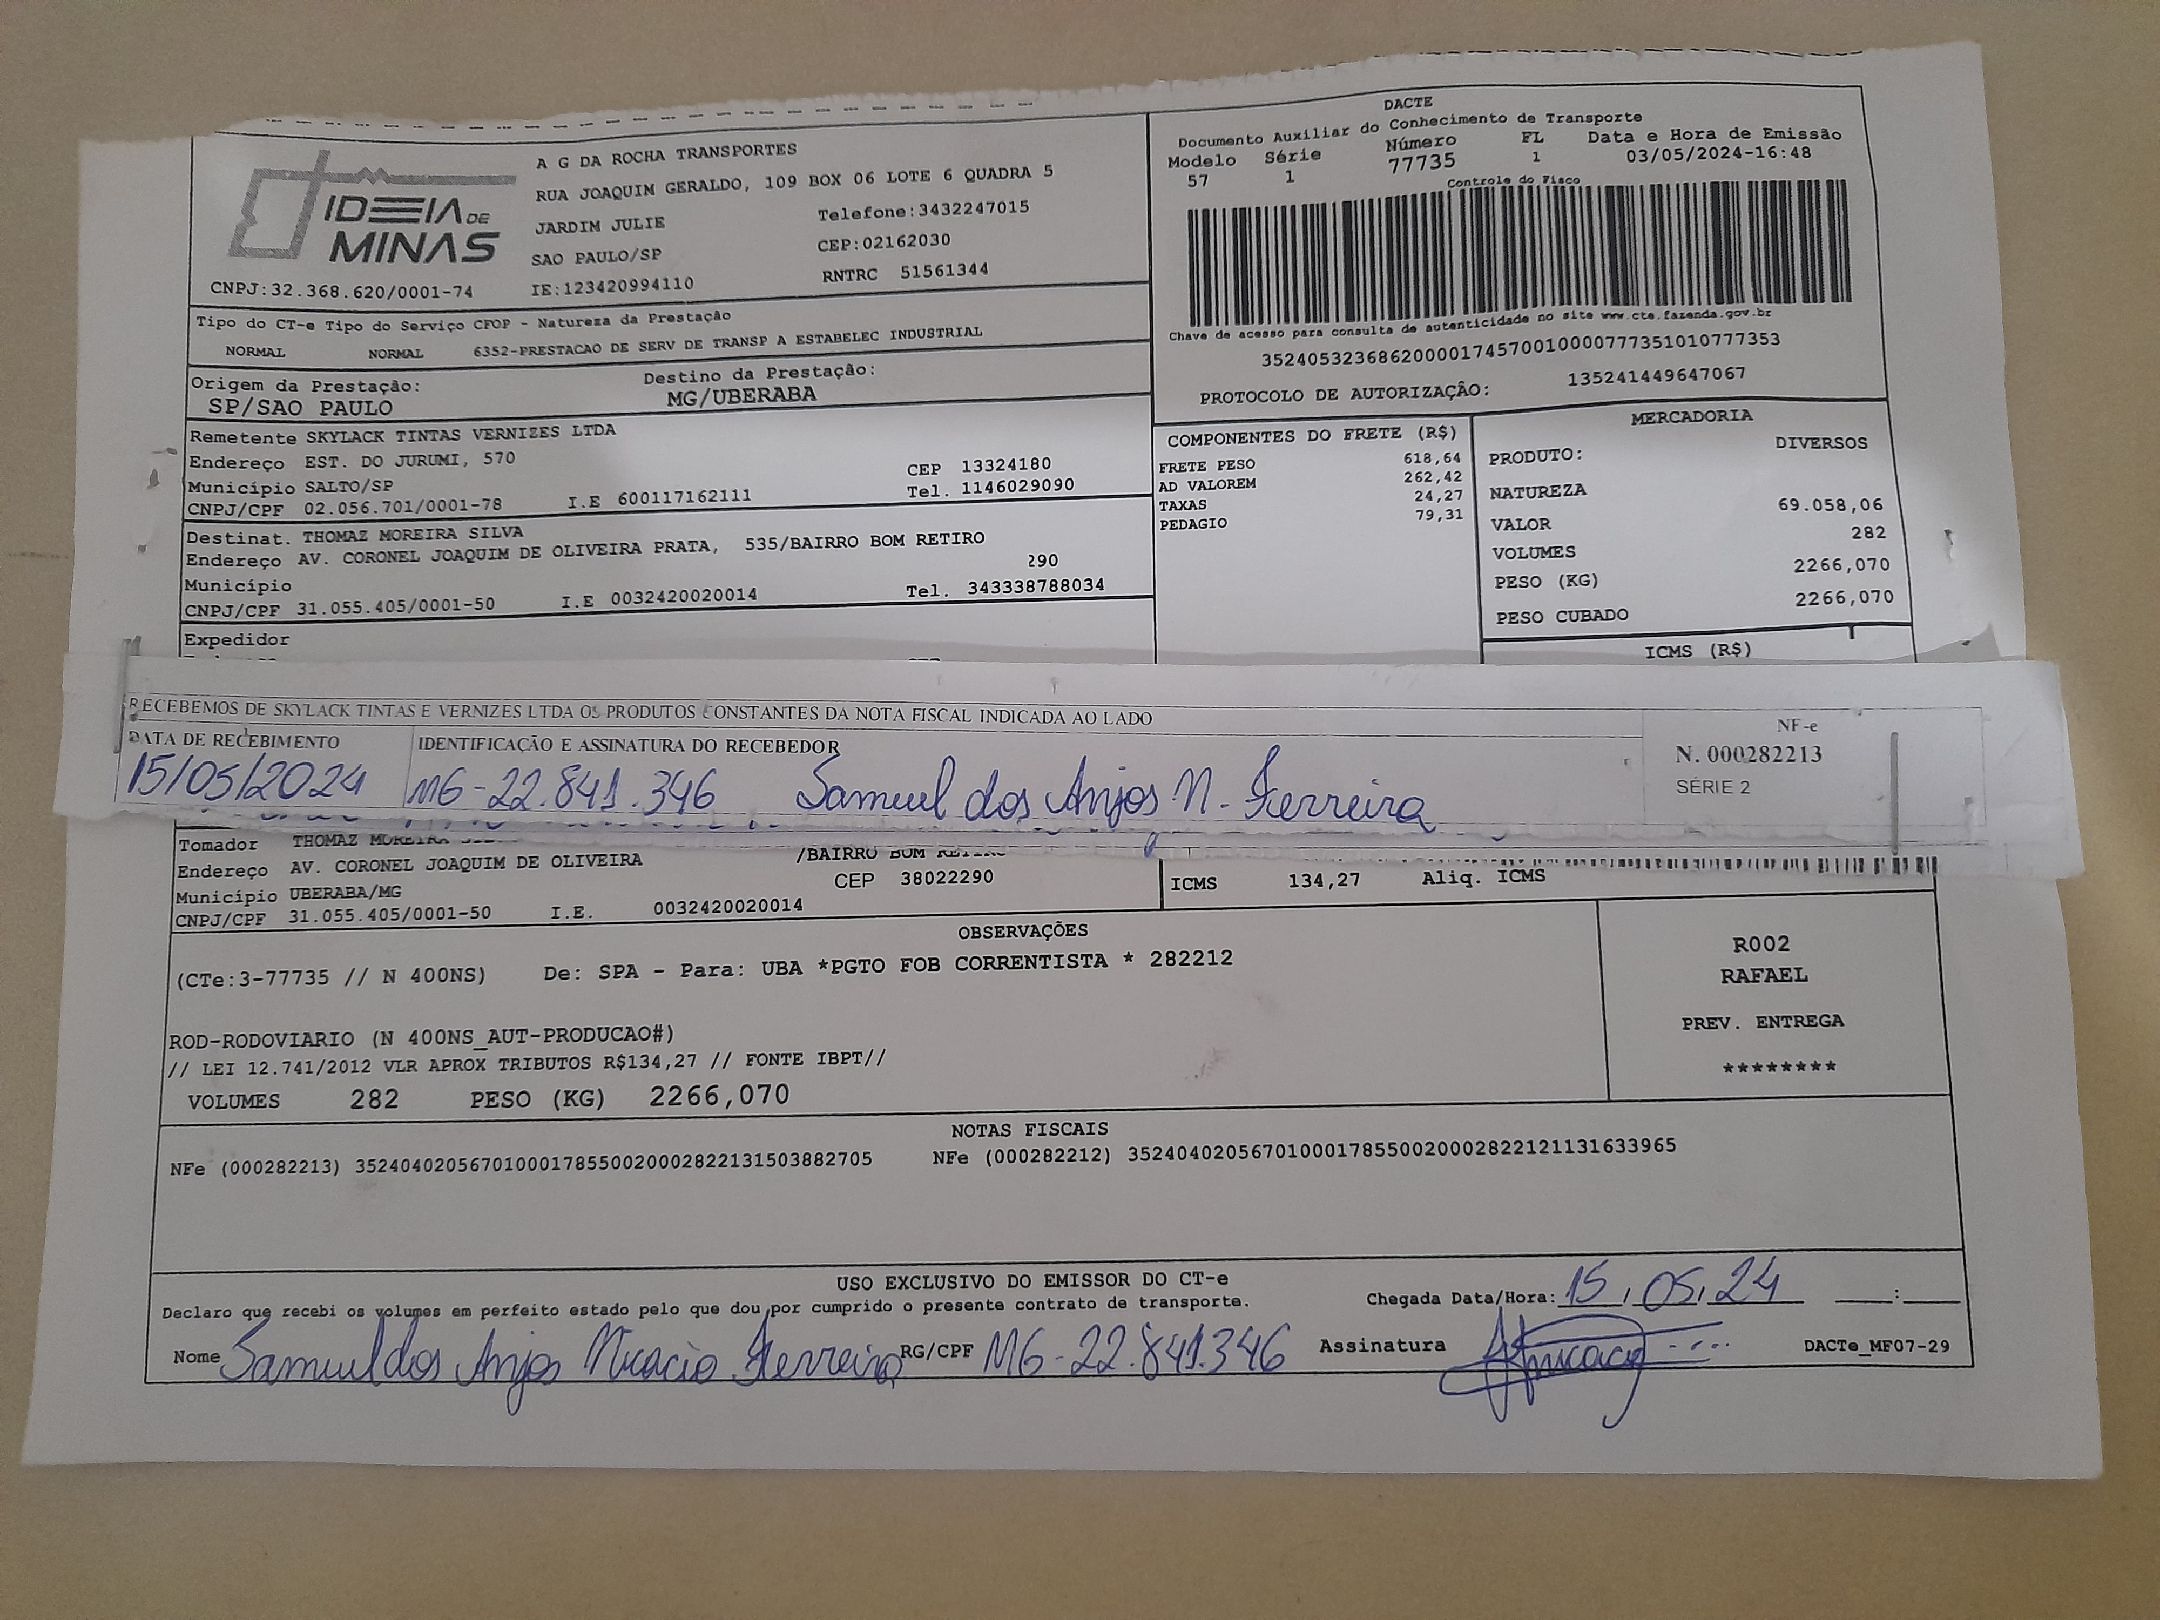 DACTE
Documento Auxiliar do Conhecimento de Transporte
Modelo Série Número FL Data e Hora de Emissão
57 1 77735 1 03/05/2024-16:48
Controle do Fisco
IDEIA DE MINAS
CNPJ:32.368.620/0001-74
A G DA ROCHA TRANSPORTES
RUA JOAQUIM GERALDO, 109 BOX 06 LOTE 6 QUADRA 5
JARDIM JULIE Telefone:3432247015
SAO PAULO/SP CEP:02162030
IE:123420994110 RNTRC 51561344
Chave de acesso para consulta de autenticidade no site www.cte.fazenda.gov.br
35240532368620000174570010000777351010777353
PROTOCOLO DE AUTORIZAÇÂO: 135241449647067
Tipo do CT-e Tipo do Serviço CFOP - Natureza da Prestação
NORMAL NORMAL 6352-PRESTACAO DE SERV DE TRANSP A ESTABELEC INDUSTRIAL
Origem da Prestação: Destino da Prestação:
SP/SAO PAULO MG/UBERABA
Remetente SKYLACK TINTAS VERNIZES LTDA
Endereço EST. DO JURUMI, 570 CEP 13324180
Município SALTO/SP Tel. 1146029090
CNPJ/CPF 02.056.701/0001-78 I.E 600117162111
Destinat. THOMAZ MOREIRA SILVA
Endereço AV. CORONEL JOAQUIM DE OLIVEIRA PRATA, 535/BAIRRO BOM RETIRO
Município 290
CNPJ/CPF 31.055.405/0001-50 I.E 0032420020014 Tel. 343338788034
Expedidor
COMPONENTES DO FRETE (R$)
FRETE PESO 618,64
AD VALOREM 262,42
TAXAS 24,27
PEDAGIO 79,31
MERCADORIA
PRODUTO: DIVERSOS
NATUREZA
VALOR 69.058,06
VOLUMES 282
PESO (KG) 2266,070
PESO CUBADO 2266,070
ICMS (R$)
RECEBEMOS DE SKYLACK TINTAS E VERNIZES LTDA OS PRODUTOS CONSTANTES DA NOTA FISCAL INDICADA AO LADO
DATA DE RECEBIMENTO IDENTIFICAÇÃO E ASSINATURA DO RECEBEDOR
15/05/2024 MG-22.841.346 Samuel dos Anjos N. Ferreira
NF-e
N. 000282213
SÉRIE 2
Tomador THOMAZ MOREIRA
Endereço AV. CORONEL JOAQUIM DE OLIVEIRA /BAIRRO BOM
Município UBERABA/MG CEP 38022290
CNPJ/CPF 31.055.405/0001-50 I.E. 0032420020014
ICMS 134,27 Aliq. ICMS
OBSERVAÇÕES
(CTe:3-77735 // N 400NS) De: SPA - Para: UBA *PGTO FOB CORRENTISTA * 282212
ROD-RODOVIARIO (N 400NS_AUT-PRODUCAO#)
// LEI 12.741/2012 VLR APROX TRIBUTOS R$134,27 // FONTE IBPT//
VOLUMES 282 PESO (KG) 2266,070
R002
RAFAEL
PREV. ENTREGA
********
NOTAS FISCAIS
NFe (000282213) 35240402056701000178550020002822131503882705 NFe (000282212) 35240402056701000178550020002822121131633965
USO EXCLUSIVO DO EMISSOR DO CT-e
Declaro que recebi os volumes em perfeito estado pelo que dou por cumprido o presente contrato de transporte. Chegada Data/Hora: 15.05.24 __:__
Nome Samuel dos Anjos Nicacio Ferreira RG/CPF MG-22.841.346 Assinatura DACTe_MF07-29